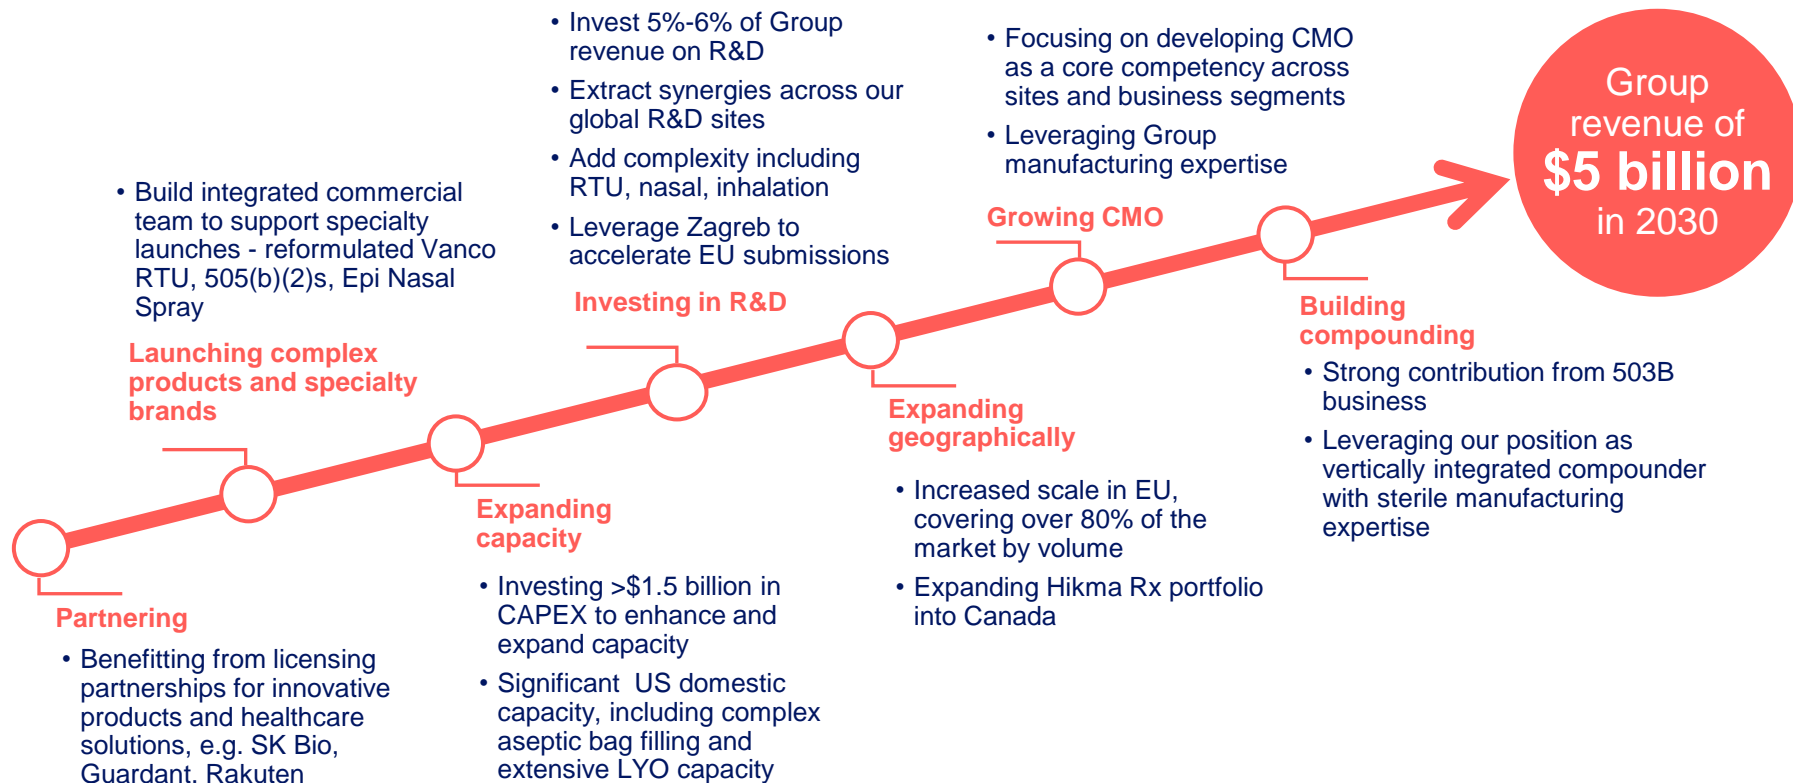 • Build integrated commercial
team to support specialty
launches - reformulated Vanco
RTU, 505(b)(2)s, Epi Nasal
Spray
Launching complex
products and specialty
brands
• Invest 5%-6% of Group
revenue on R&D
• Extract synergies across our
global R&D sites
• Add complexity including
RTU, nasal, inhalation
• Leverage Zagreb to
accelerate EU submissions
Investing in R&D
• Focusing on developing CMO
as a core competency across
sites and business segments
• Leveraging Group
manufacturing expertise
Growing CMO
Group
revenue of
$5 billion
in 2030
Partnering
• Benefitting from licensing
partnerships for innovative
products and healthcare
solutions, e.g. SK Bio,
Guardant, Rakuten
Expanding
capacity
• Investing >$1.5 billion in
CAPEX to enhance and
expand capacity
• Significant  US domestic
capacity, including complex
aseptic bag filling and
extensive LYO capacity
Expanding
geographically
• Increased scale in EU,
covering over 80% of the
market by volume
• Expanding Hikma Rx portfolio
into Canada
Building
compounding
• Strong contribution from 503B
business
• Leveraging our position as
vertically integrated compounder
with sterile manufacturing
expertise